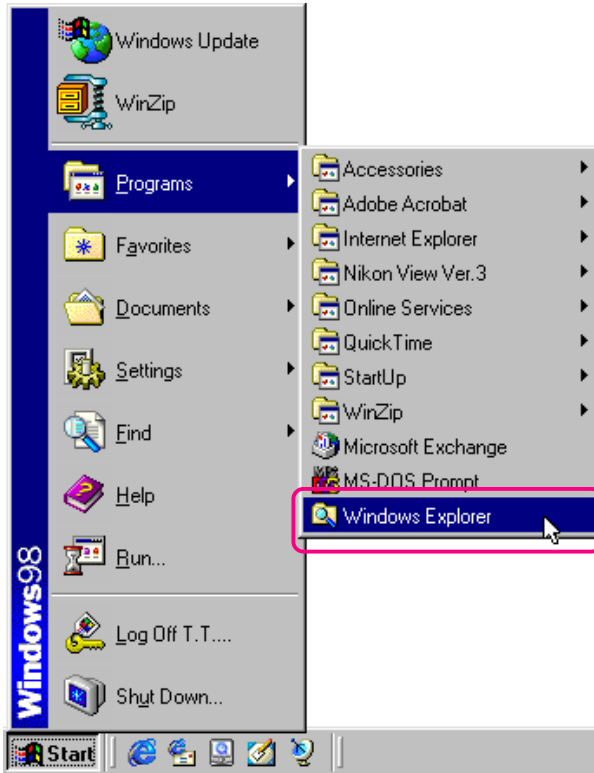 Windows Update
WinZip
Programs
Favorites
Documents
Settings
Find
Help
Run...
Log Off T.T....
Shut Down...
Windows98
Accessories
Adobe Acrobat
Internet Explorer
Nikon View Ver.3
Online Services
QuickTime
StartUp
WinZip
Microsoft Exchange
MS-DOS Prompt
Windows Explorer
Start